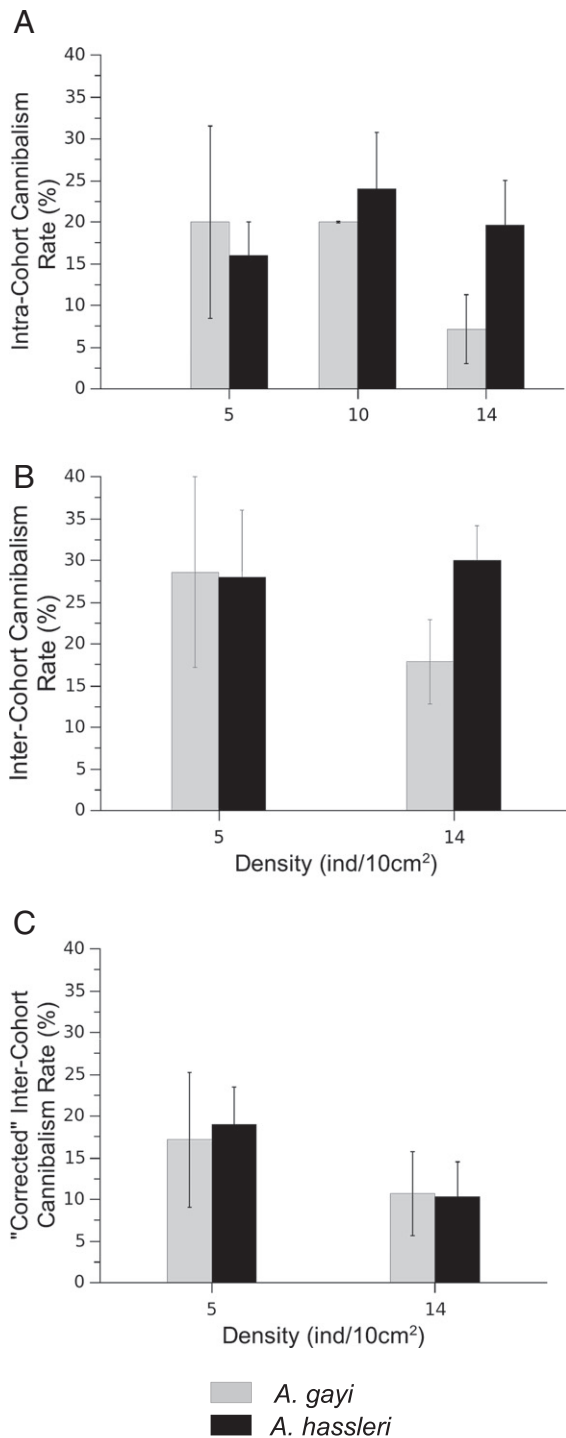 A
Intra-Cohort Cannibalism
Rate (%)
40
35
30
25
20
15
10
5
0
5 10 14
B
Inter-Cohort Cannibalism
Rate (%)
40
35
30
25
20
15
10
5
0
5 14
Density (ind/10cm²)
C
"Corrected" Inter-Cohort
Cannibalism Rate (%)
40
35
30
25
20
15
10
5
0
5 14
Density (ind/10cm²)
A. gayi
A. hassleri